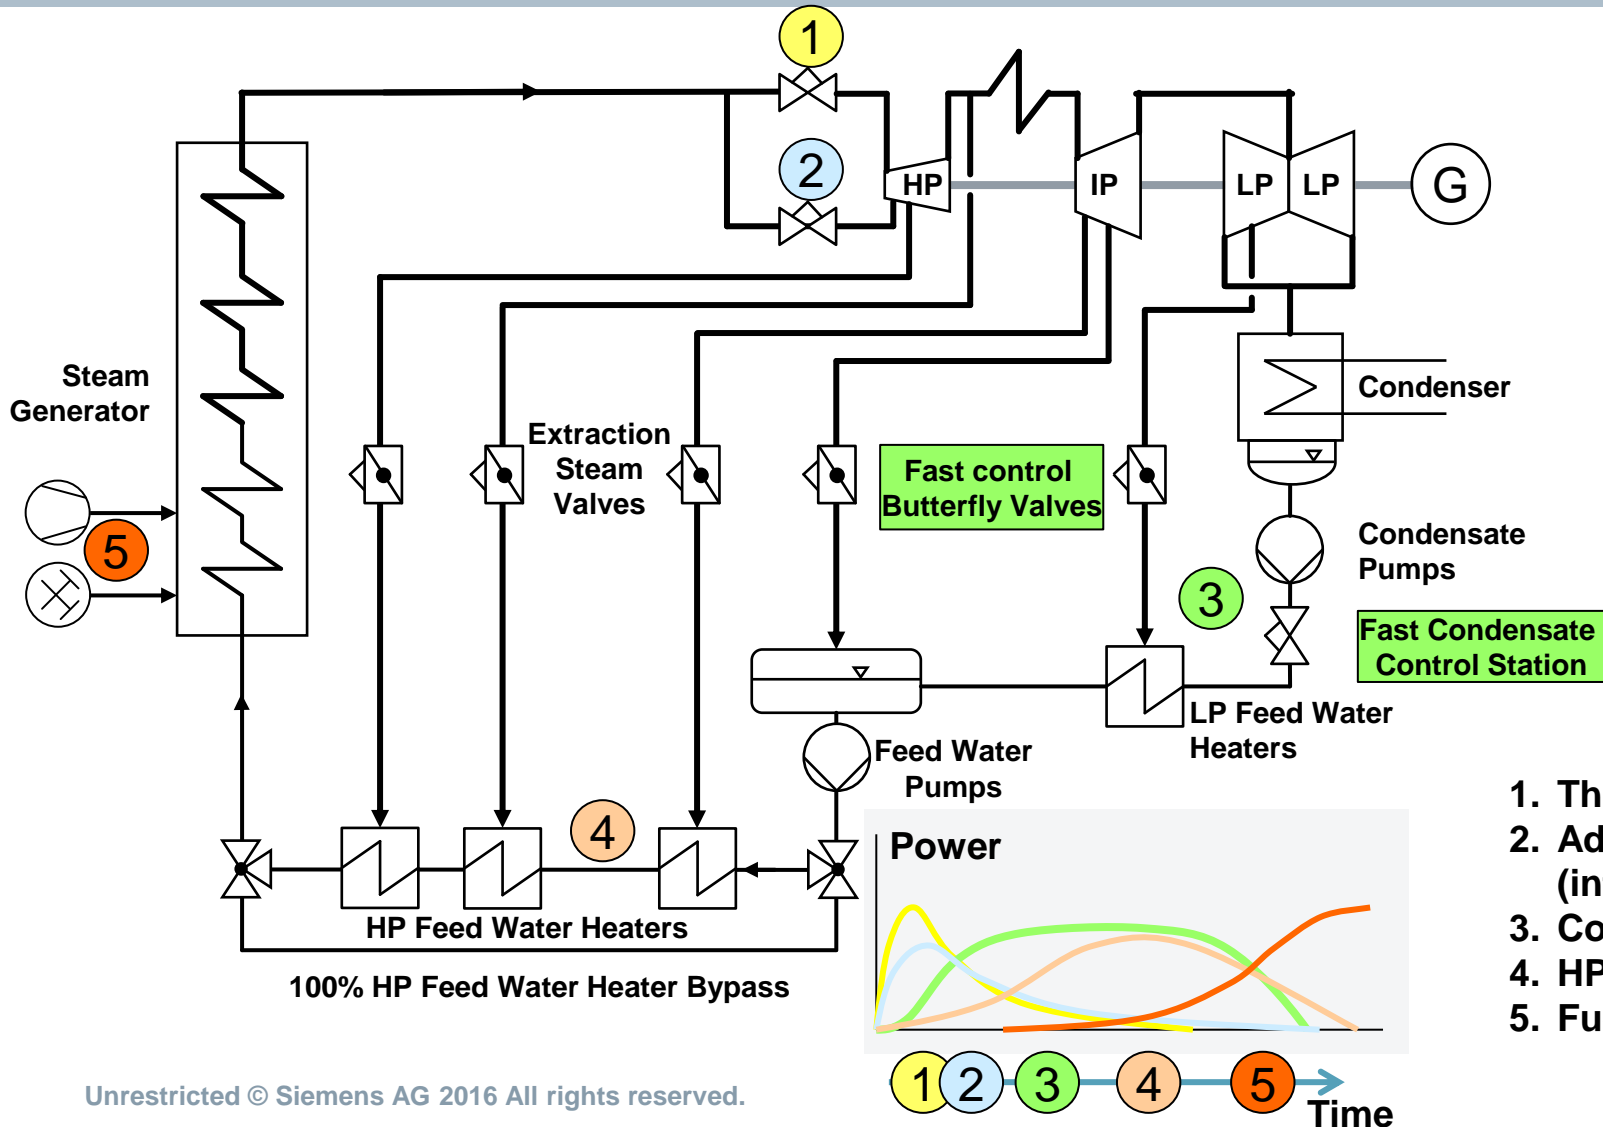 1
2
HP
IP
LP
LP
G
Steam
Generator
Extraction
Steam
Valves
Fast control
Butterfly Valves
Condenser
Condensate
Pumps
3
Fast Condensate
Control Station
5
LP Feed Water
Heaters
Feed Water
Pumps
4
HP Feed Water Heaters
100% HP Feed Water Heater Bypass
Power
1 2 3 4 5
Time
1. Th
2. Ad
(in
3. Co
4. HP
5. Fu
Unrestricted © Siemens AG 2016 All rights reserved.